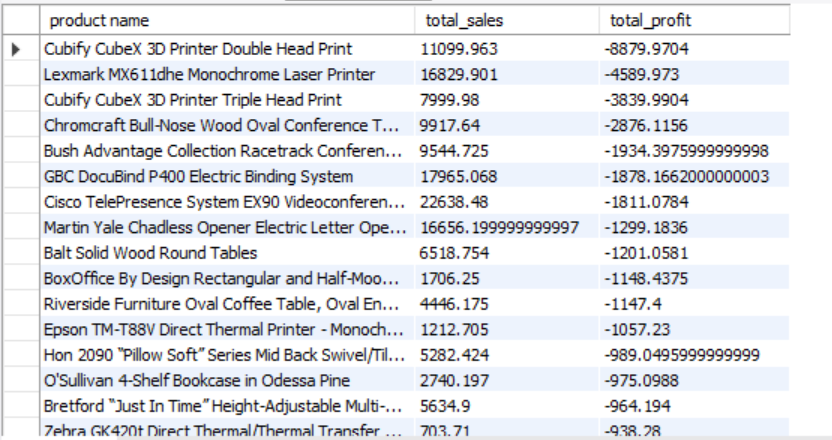 product name total_sales total_profit
Cubify CubeX 3D Printer Double Head Print 11099.963 -8879.9704
Lexmark MX611dhe Monochrome Laser Printer 16829.901 -4589.973
Cubify CubeX 3D Printer Triple Head Print 7999.98 -3839.9904
Chromcraft Bull-Nose Wood Oval Conference T... 9917.64 -2876.1156
Bush Advantage Collection Racetrack Conferen... 9544.725 -1934.3975999999998
GBC DocuBind P400 Electric Binding System 17965.068 -1878.1662000000003
Cisco TelePresence System EX90 Videoconferen... 22638.48 -1811.0784
Martin Yale Chadless Opener Electric Letter Ope... 16656.199999999997 -1299.1836
Balt Solid Wood Round Tables 6518.754 -1201.0581
BoxOffice By Design Rectangular and Half-Moo... 1706.25 -1148.4375
Riverside Furniture Oval Coffee Table, Oval En... 4446.175 -1147.4
Epson TM-T88V Direct Thermal Printer - Monoch... 1212.705 -1057.23
Hon 2090 “Pillow Soft” Series Mid Back Swivel/Til... 5282.424 -989.0495999999999
O'Sullivan 4-Shelf Bookcase in Odessa Pine 2740.197 -975.0988
Bretford “Just In Time” Height-Adjustable Multi-... 5634.9 -964.194
Zebra GK420t Direct Thermal/Thermal Transfer ... 703.71 -938.28